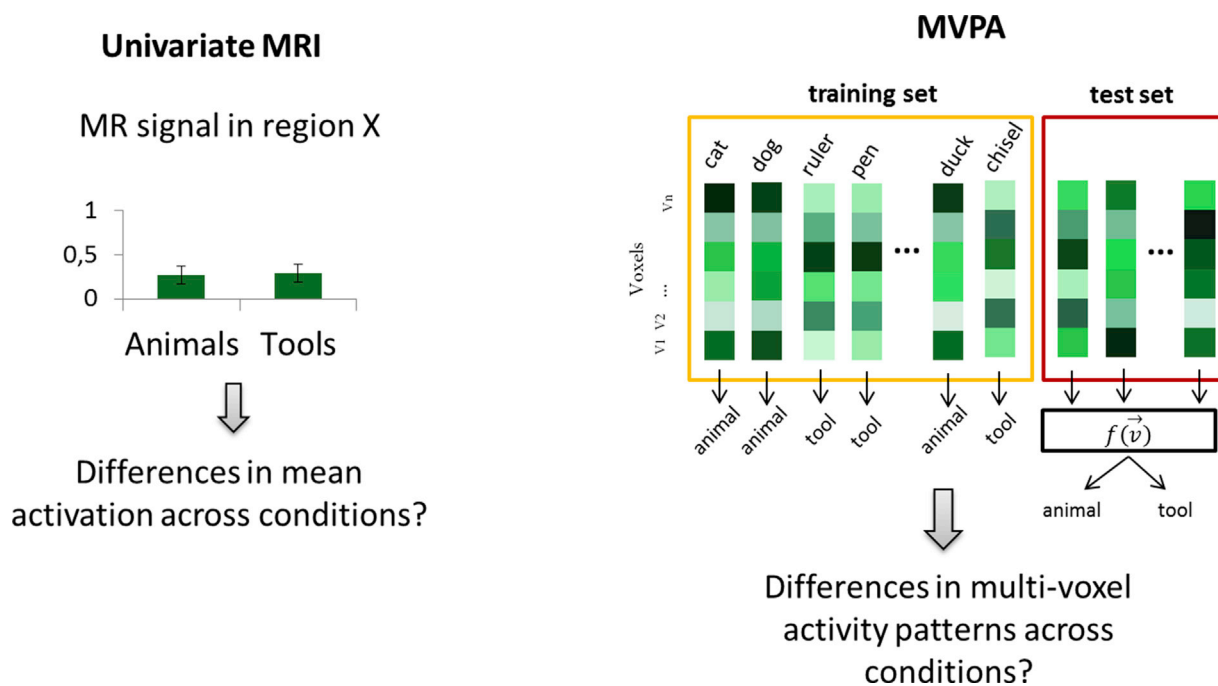 Univariate MRI
MR signal in region X
1
0,5
0
Animals Tools
Differences in mean
activation across conditions?
MVPA
training set
test set
cat dog ruler pen duck chisel
...
...
Voxels
Vn
...
V2
V1
animal animal tool tool animal tool
f(v⃗)
animal tool
Differences in multi-voxel
activity patterns across
conditions?